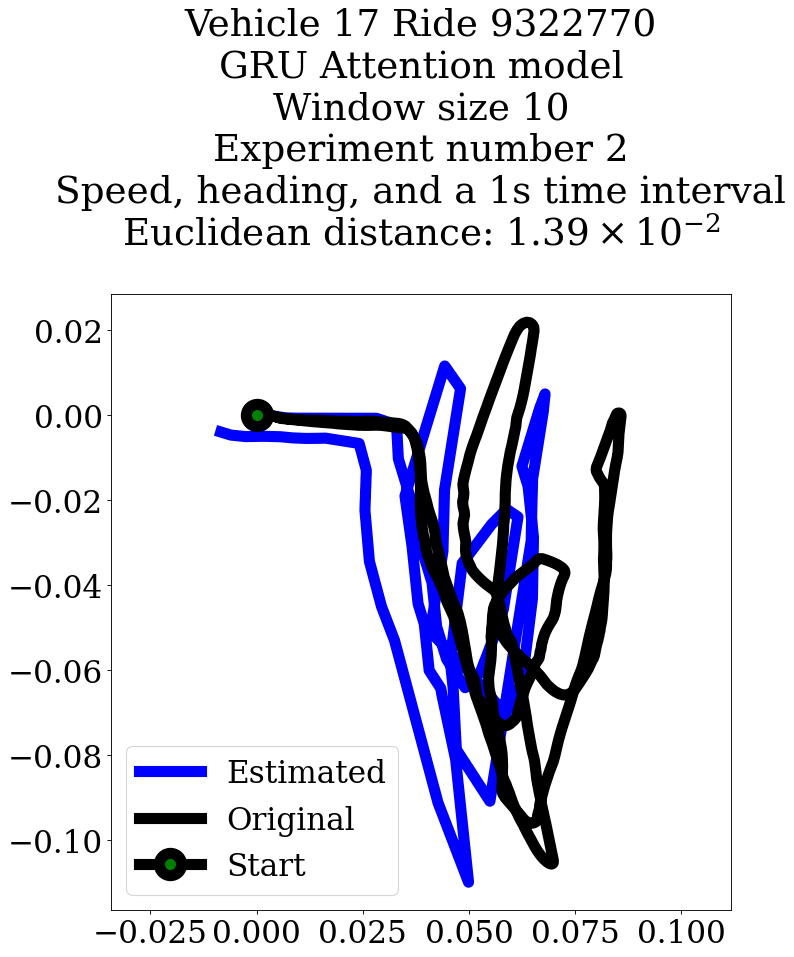 Vehicle 17 Ride 9322770
GRU Attention model
Window size 10
Experiment number 2
Speed, heading, and a 1s time interval
Euclidean distance: 1.39 × 10⁻²
0.02
0.00
−0.02
−0.04
−0.06
−0.08
−0.10
Estimated
Original
Start
−0.025 0.000 0.025 0.050 0.075 0.100